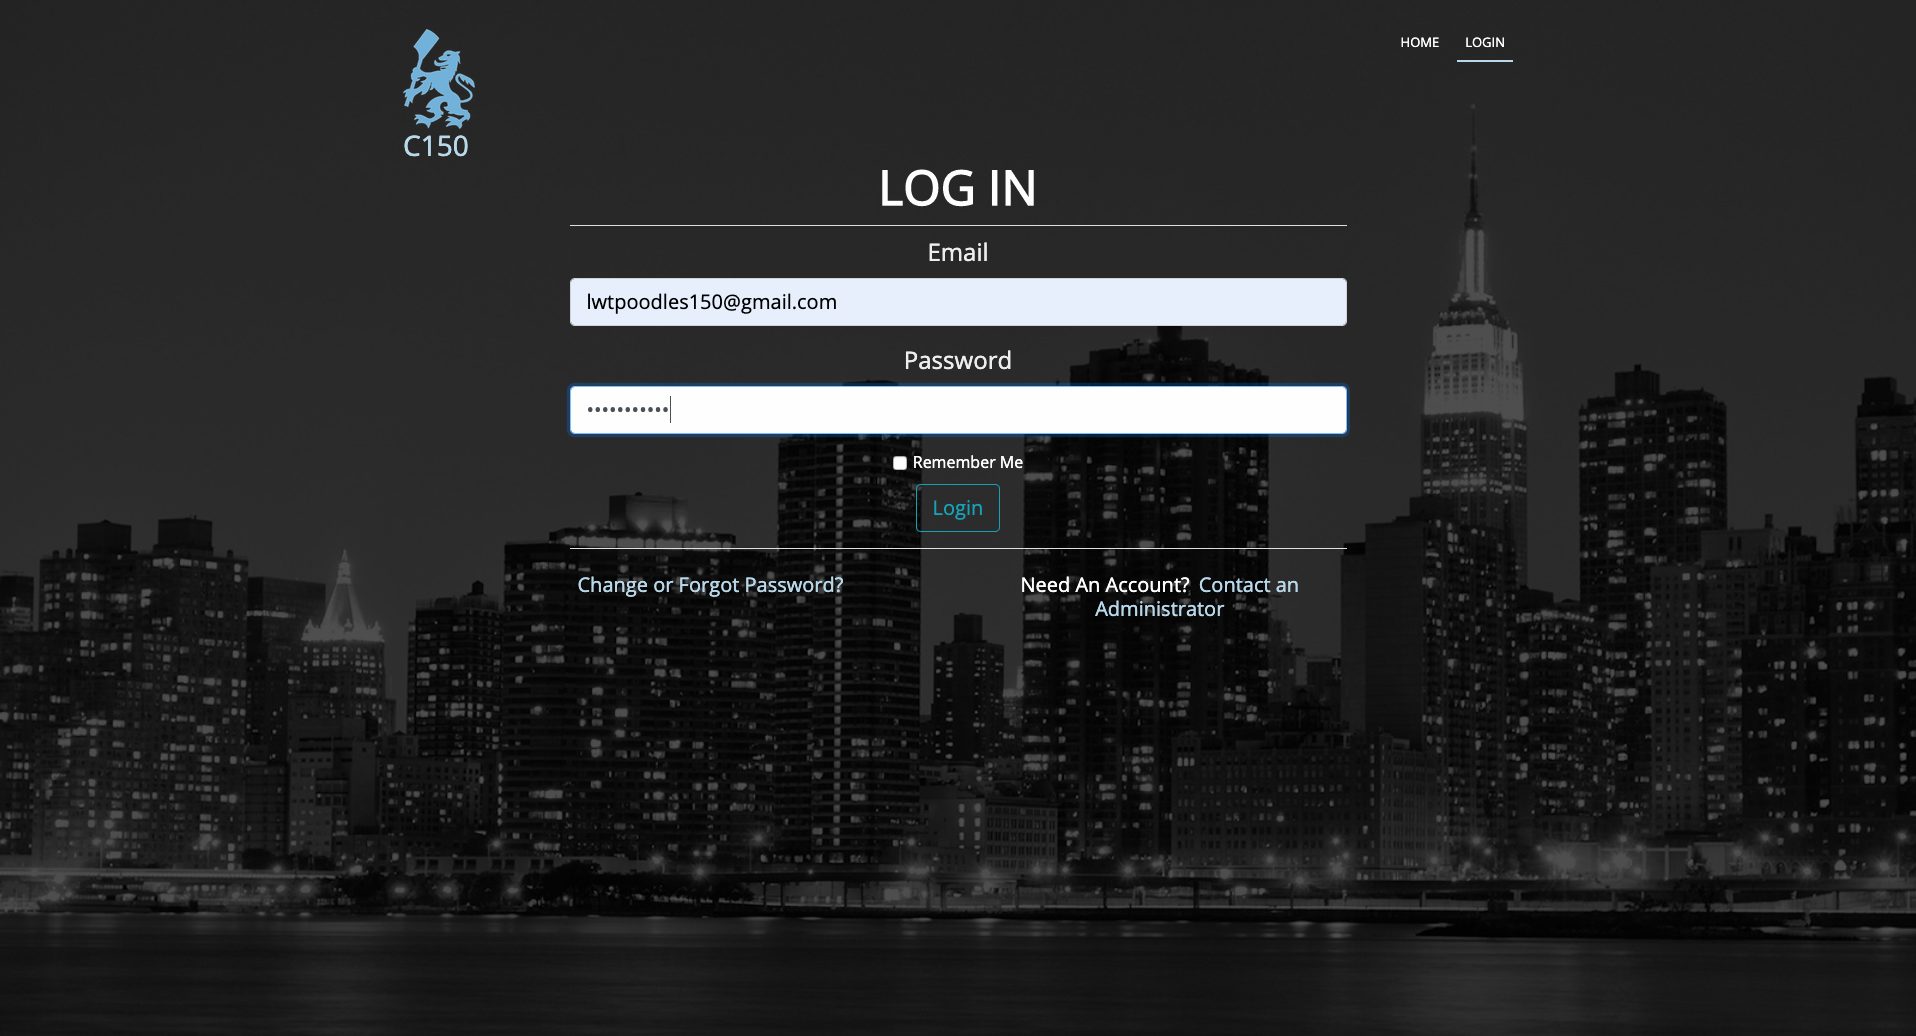 C150
HOME
LOGIN
LOG IN
Email
lwtpoodles150@gmail.com
Password
•••••••••••
Remember Me
Login
Change or Forgot Password?
Need An Account? Contact an
Administrator